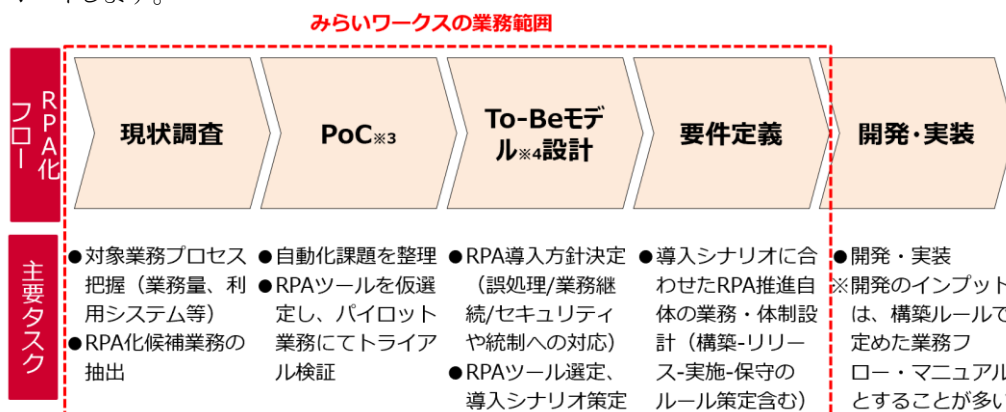 みらいワークスの業務範囲
RPA化
フロー
現状調査
PoC※3
To-Beモデ
ル※4設計
要件定義
開発・実装
主要タスク
●対象業務プロセス
把握（業務量、利
用システム等）
●RPA化候補業務の
抽出
●自動化課題を整理
●RPAツールを仮選
定し、パイロット
業務にてトライア
ル検証
●RPA導入方針決定
（誤処理/業務継
続/セキュリティ
や統制への対応）
●RPAツール選定、
導入シナリオ策定
●導入シナリオに合
わせたRPA推進自
体の業務・体制設
計（構築-リリー
ス-実施-保守の
ルール策定含む）
●開発・実装
※開発のインプット
は、構築ルールで
定めた業務フ
ロー・マニュアル
とすることが多い